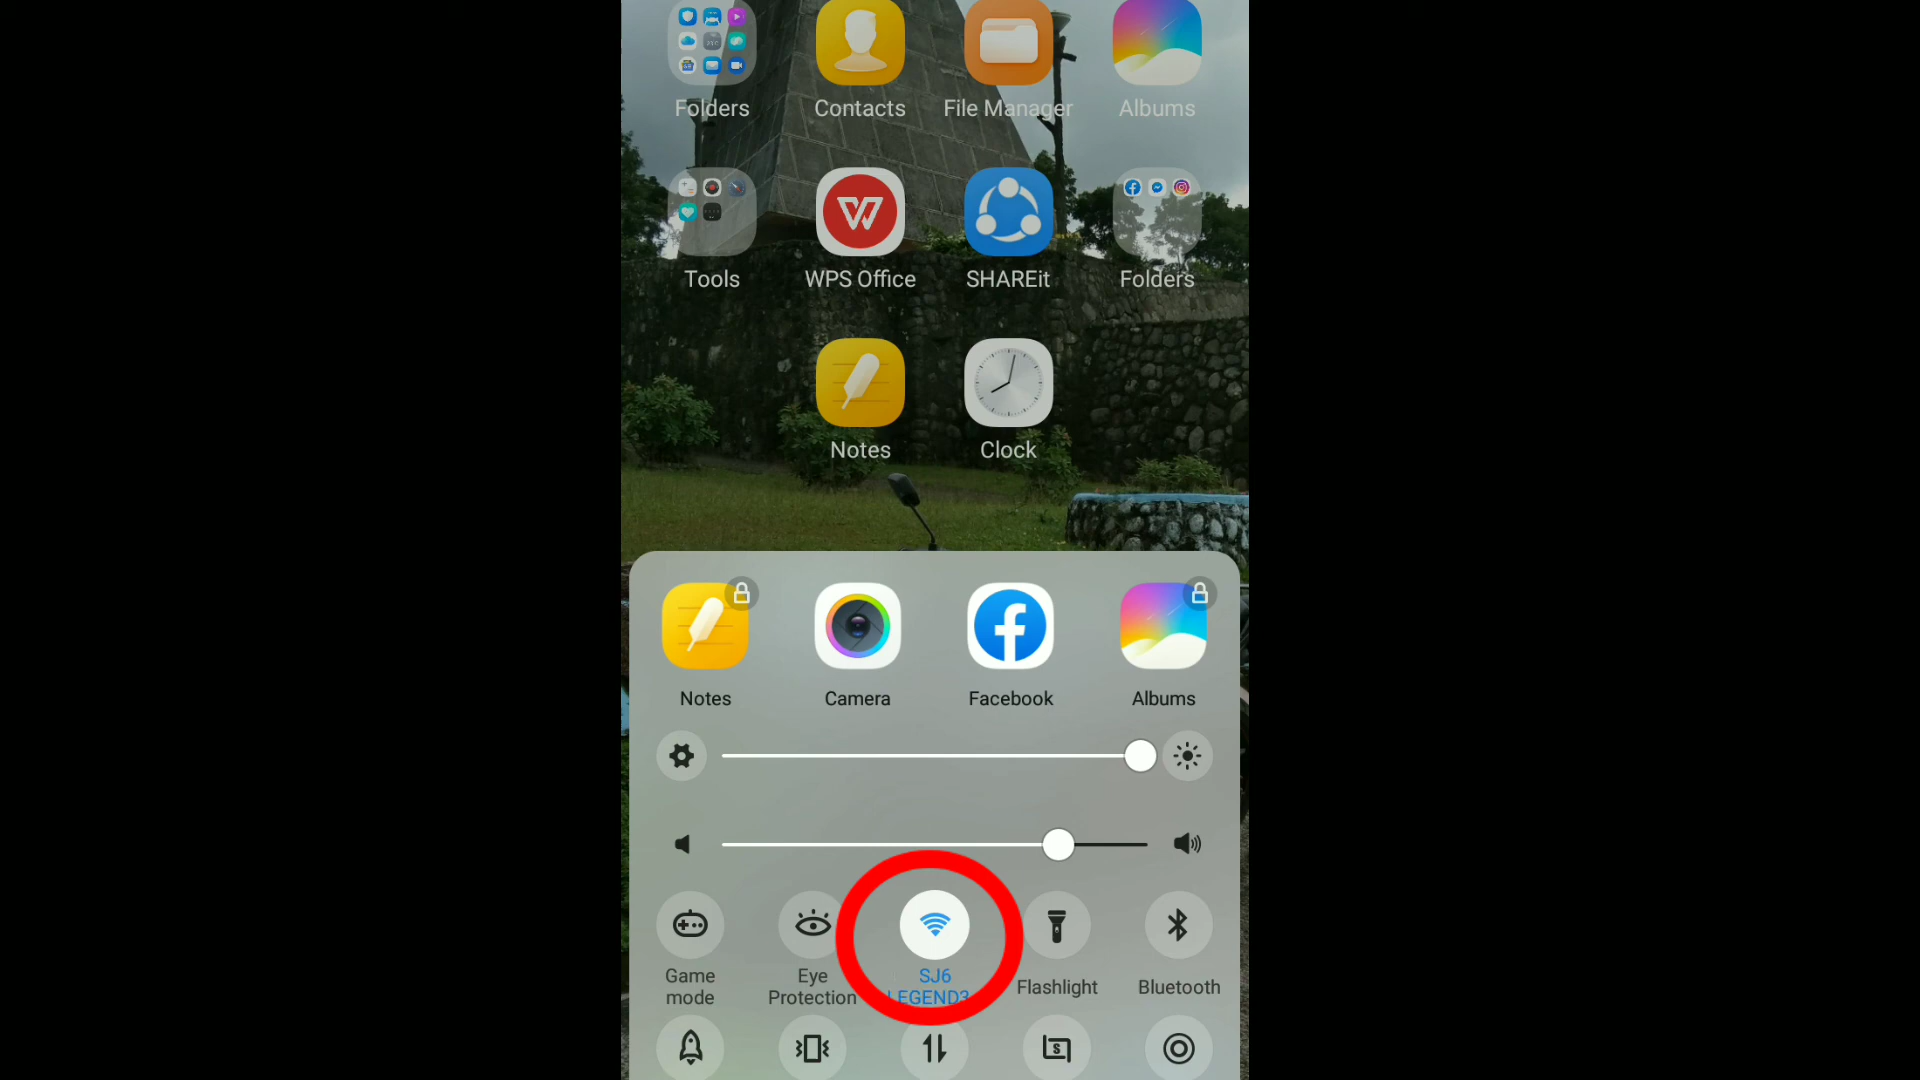 Folders Contacts File Manager Albums
Tools WPS Office SHAREit Folders
Notes Clock
Notes Camera Facebook Albums
Game mode
Eye Protection
SJ6 LEGEND3
Flashlight
Bluetooth
S